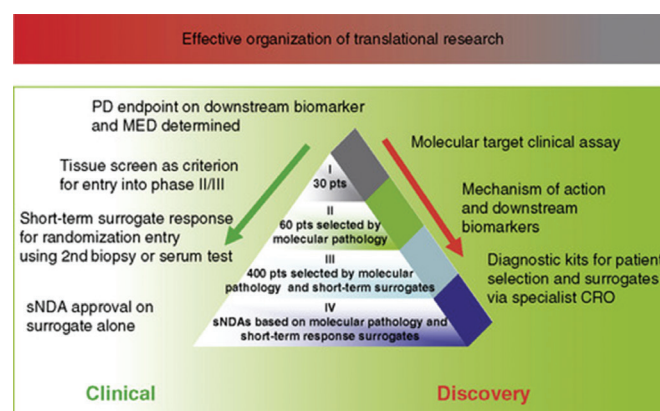 Effective organization of translational research
PD endpoint on downstream biomarker
and MED determined
Tissue screen as criterion
for entry into phase II/III
Short-term surrogate response
for randomization entry
using 2nd biopsy or serum test
sNDA approval on
surrogate alone
I
30 pts
II
60 pts selected by
molecular pathology
III
400 pts selected by molecular
pathology and short-term surrogates
IV
sNDAs based on molecular pathology and
short-term response surrogates
Molecular target clinical assay
Mechanism of action
and downstream
biomarkers
Diagnostic kits for patient
selection and surrogates
via specialist CRO
Clinical
Discovery